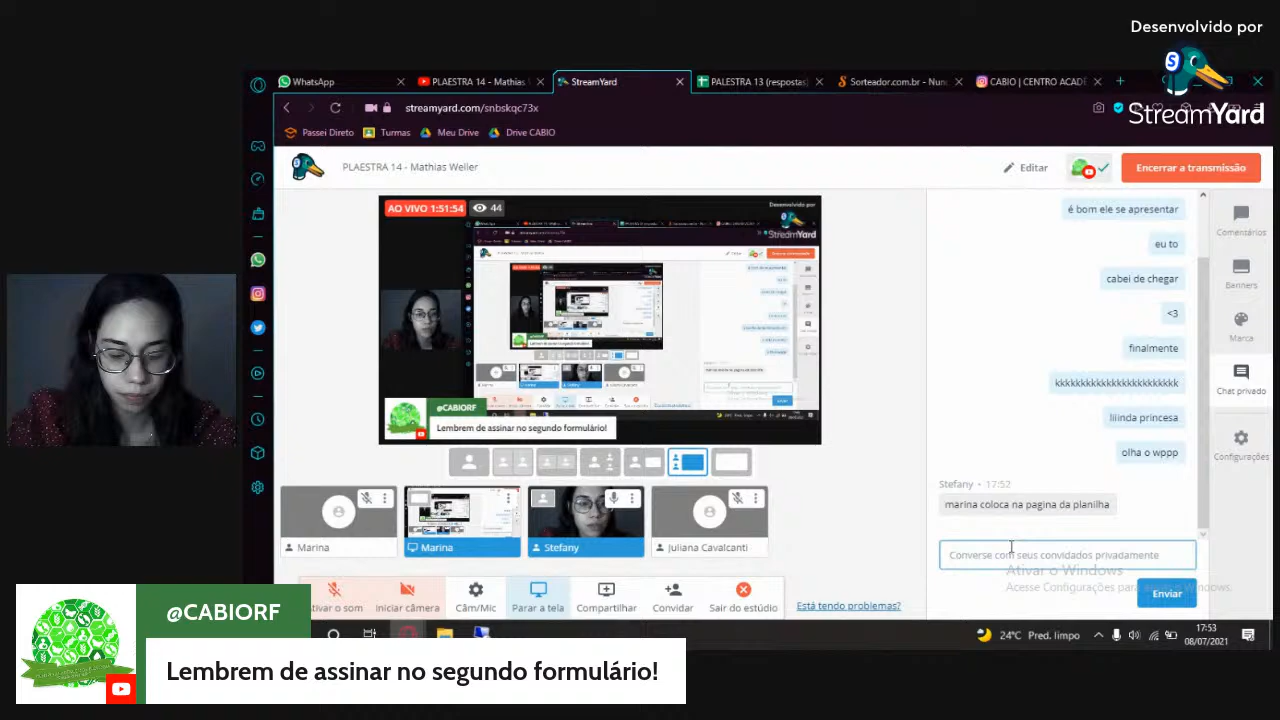 Desenvolvido por
StreamYard
WhatsApp
PLAESTRA 14 - Mathias
StreamYard
PALESTRA 13 (respostas)
Sorteador.com.br - Nun
CABIO | CENTRO ACADÊ
streamyard.com/snbskqc73x
Passei Direto
Turmas
Meu Drive
Drive CABIO
PLAESTRA 14 - Mathias Weller
Editar
Encerrar a transmissão
AO VIVO 1:51:54
44
Desenvolvido por
StreamYard
@CABIORF
Lembrem de assinar no segundo formulário!
é bom ele se apresentar
eu to
cabei de chegar
<3
finalmente
kkkkkkkkkkkkkkkkkkkkkkk
liiinda princesa
olha o wppp
Stefany • 17:52
marina coloca na pagina da planilha
Converse com seus convidados privadamente
Enviar
Comentários
Banners
Marca
Chat privado
Configurações
Marina
Marina
Stefany
Juliana Cavalcanti
Ativar o som
Iniciar câmera
Câm/Mic
Parar a tela
Compartilhar
Convidar
Sair do estúdio
Está tendo problemas?
Ativar o Windows
Acesse Configurações para
Windows.
24°C Pred. limpo
17:53
08/07/2021
@CABIORF
Lembrem de assinar no segundo formulário!